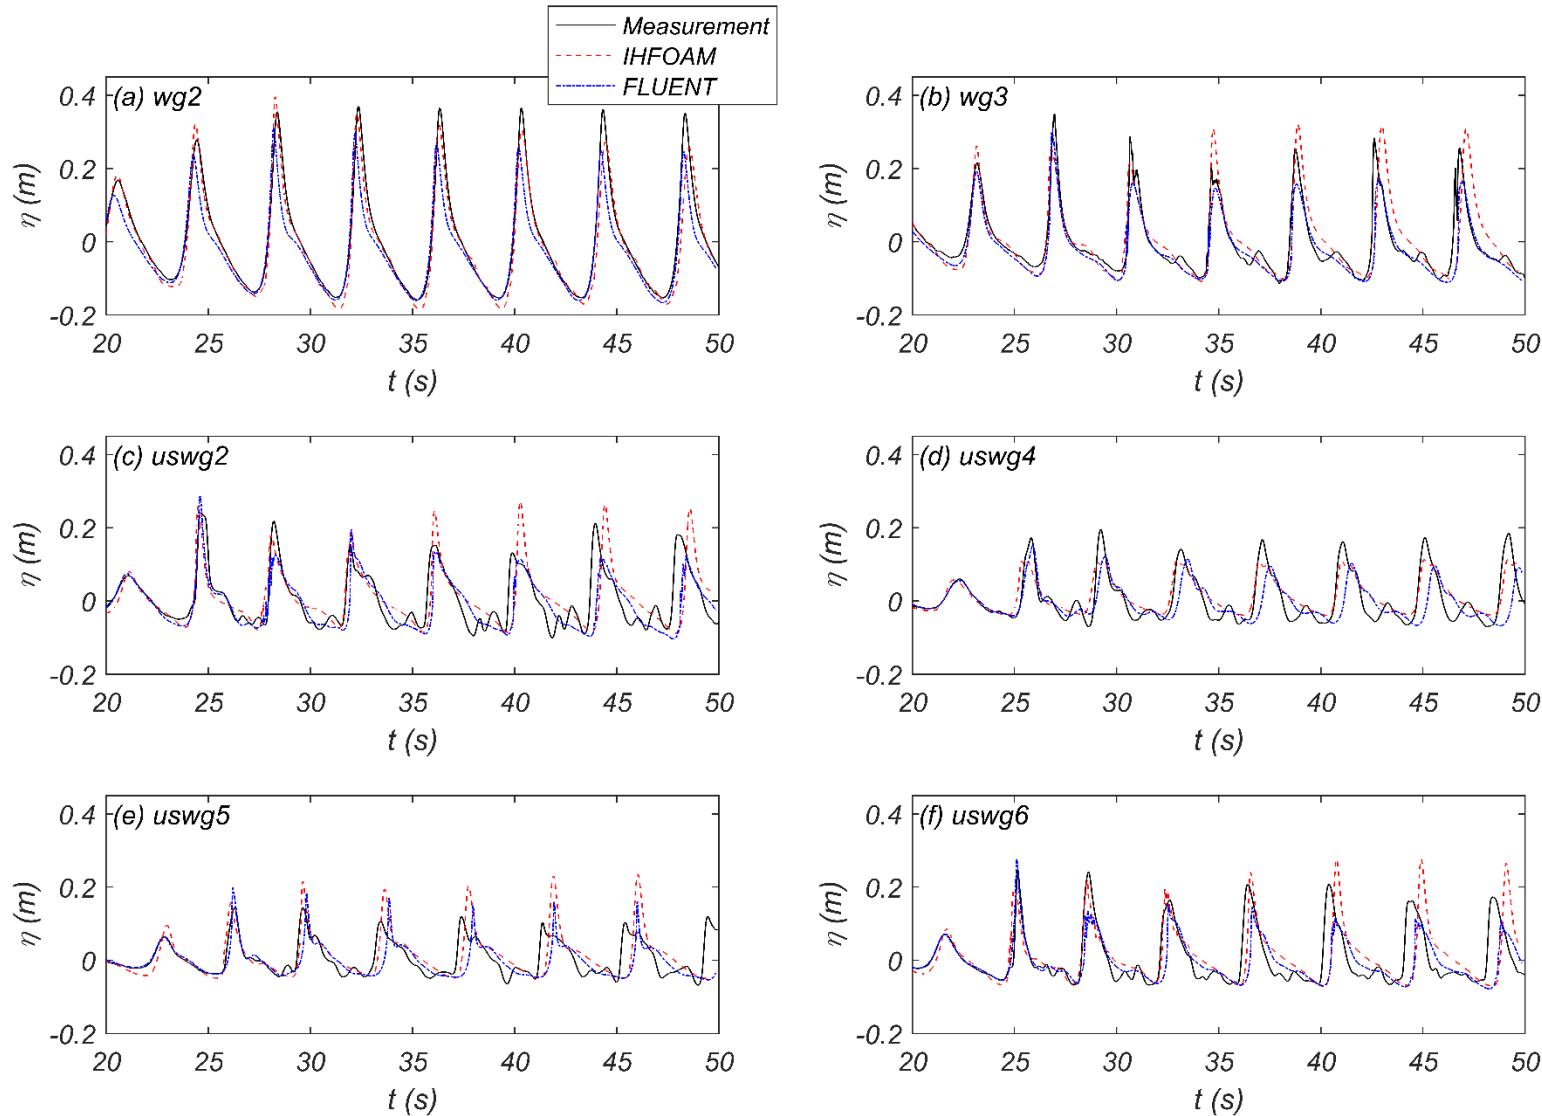 Measurement
IHFOAM
FLUENT
(a) wg2
η (m)
0.4
0.2
0
-0.2
20 25 30 35 40 45 50
t (s)
(b) wg3
η (m)
0.4
0.2
0
-0.2
20 25 30 35 40 45 50
t (s)
(c) uswg2
η (m)
0.4
0.2
0
-0.2
20 25 30 35 40 45 50
t (s)
(d) uswg4
η (m)
0.4
0.2
0
-0.2
20 25 30 35 40 45 50
t (s)
(e) uswg5
η (m)
0.4
0.2
0
-0.2
20 25 30 35 40 45 50
t (s)
(f) uswg6
η (m)
0.4
0.2
0
-0.2
20 25 30 35 40 45 50
t (s)